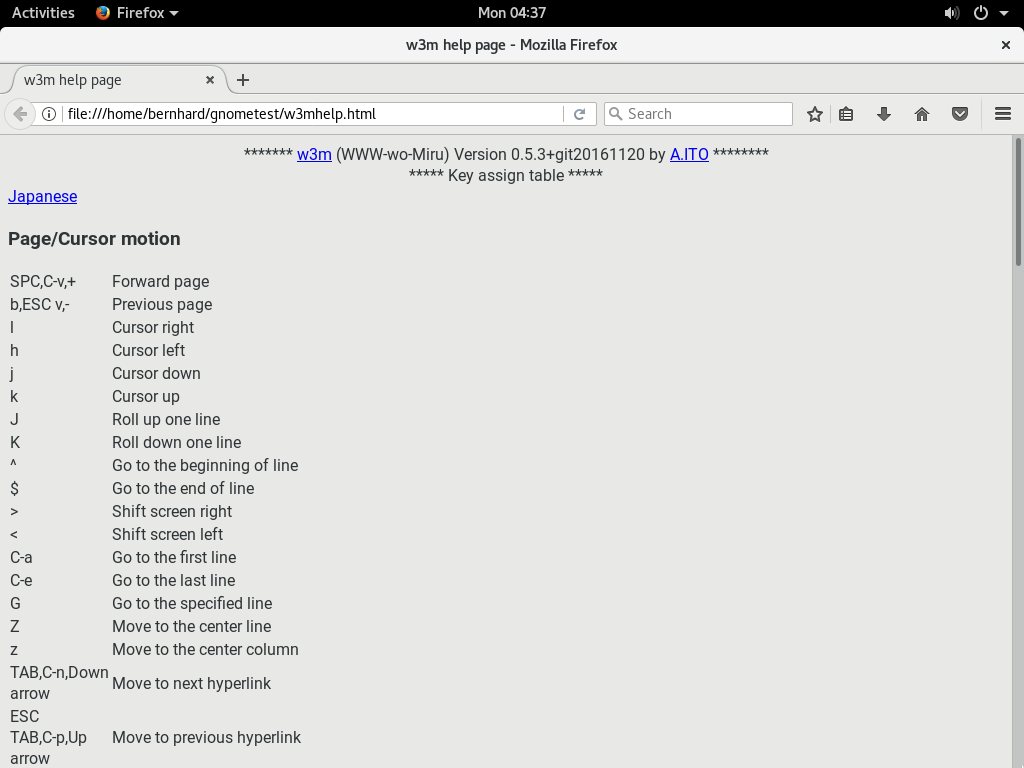 Activities Firefox Mon 04:37
w3m help page - Mozilla Firefox
w3m help page
file:///home/bernhard/gnometest/w3mhelp.html Search
******* w3m (WWW-wo-Miru) Version 0.5.3+git20161120 by A.ITO ********
***** Key assign table *****
Japanese
Page/Cursor motion
SPC,C-v,+ Forward page
b,ESC v,- Previous page
l Cursor right
h Cursor left
j Cursor down
k Cursor up
J Roll up one line
K Roll down one line
^ Go to the beginning of line
$ Go to the end of line
> Shift screen right
< Shift screen left
C-a Go to the first line
C-e Go to the last line
G Go to the specified line
Z Move to the center line
z Move to the center column
TAB,C-n,Down
arrow
Move to next hyperlink
ESC
TAB,C-p,Up
arrow
Move to previous hyperlink